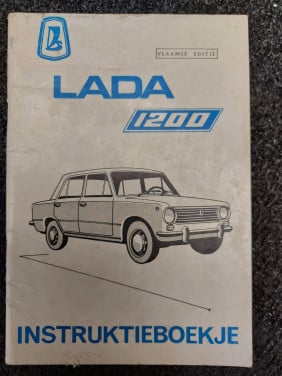 VLAAMSE EDITIE
LADA
1200
INSTRUKTIEBOEKJE